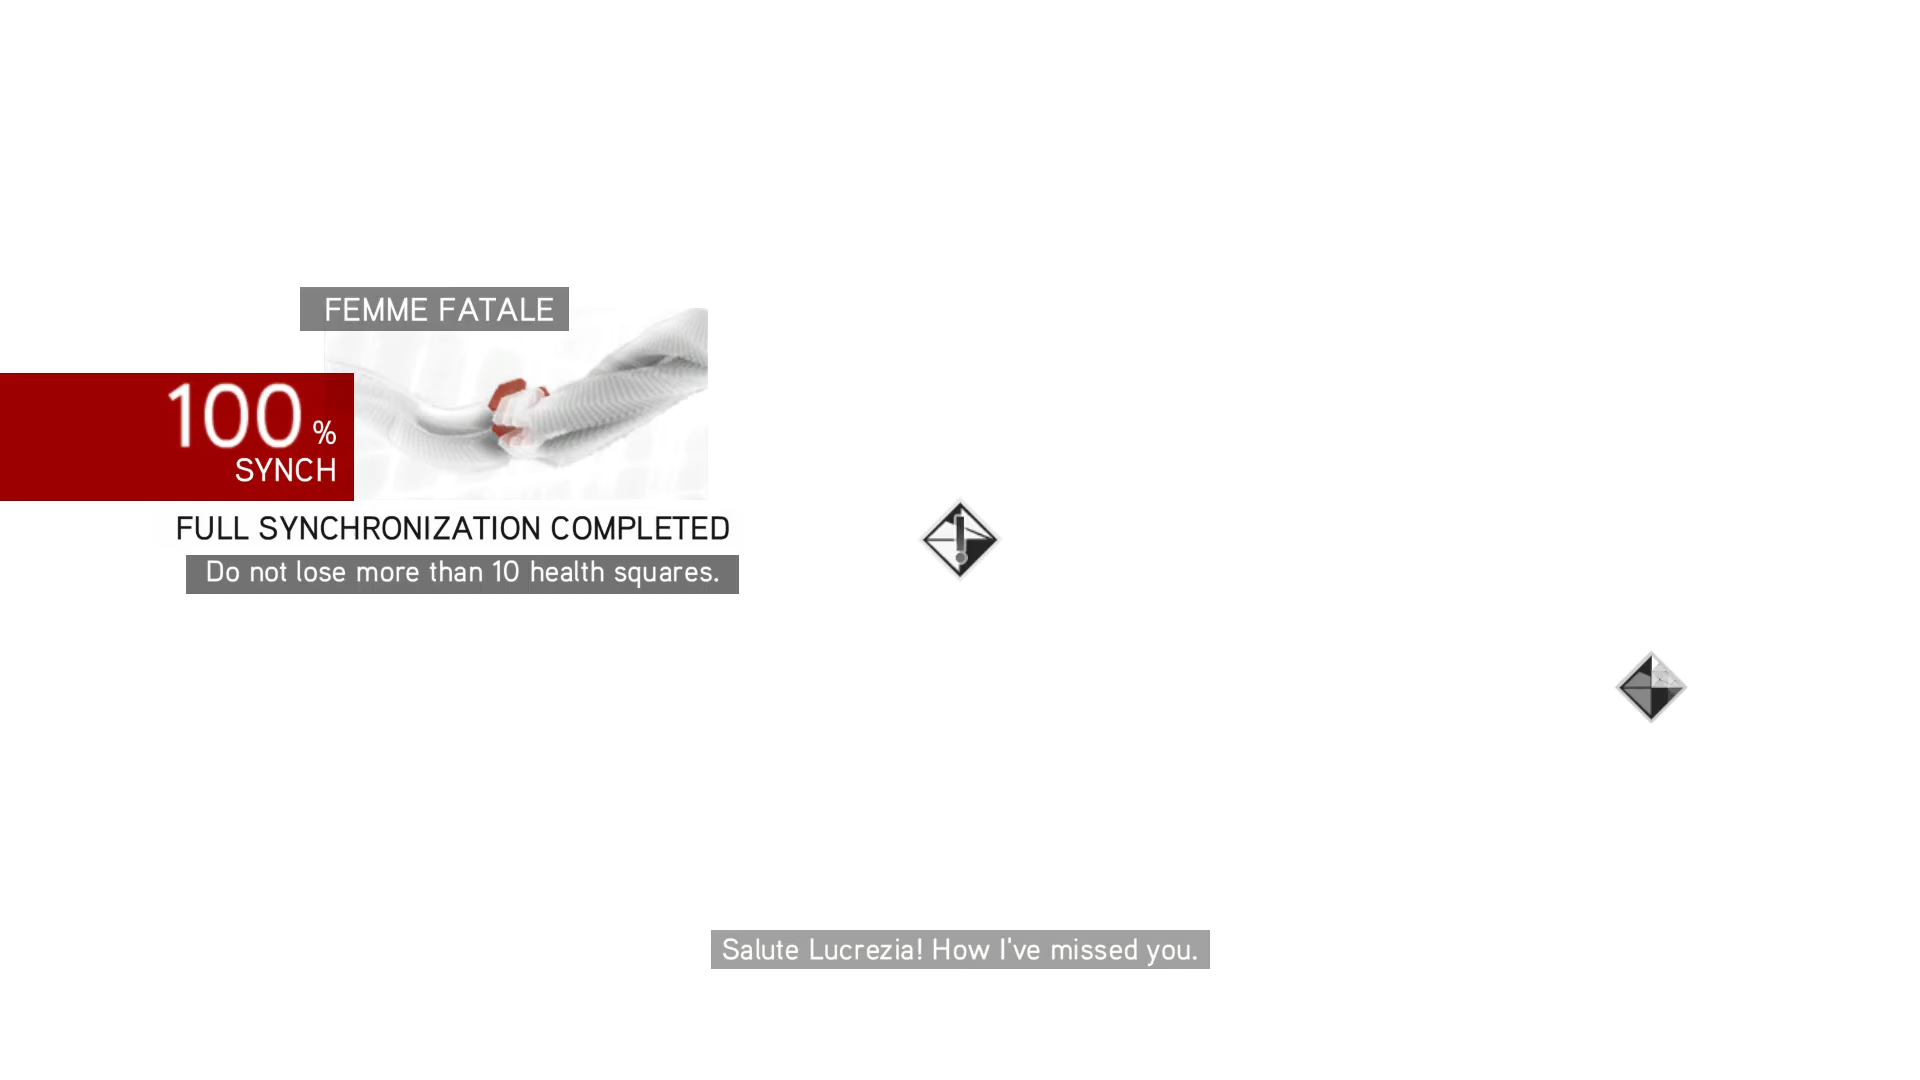 FEMME FATALE
100 %
SYNCH
FULL SYNCHRONIZATION COMPLETED
Do not lose more than 10 health squares.
Salute Lucrezia! How I've missed you.